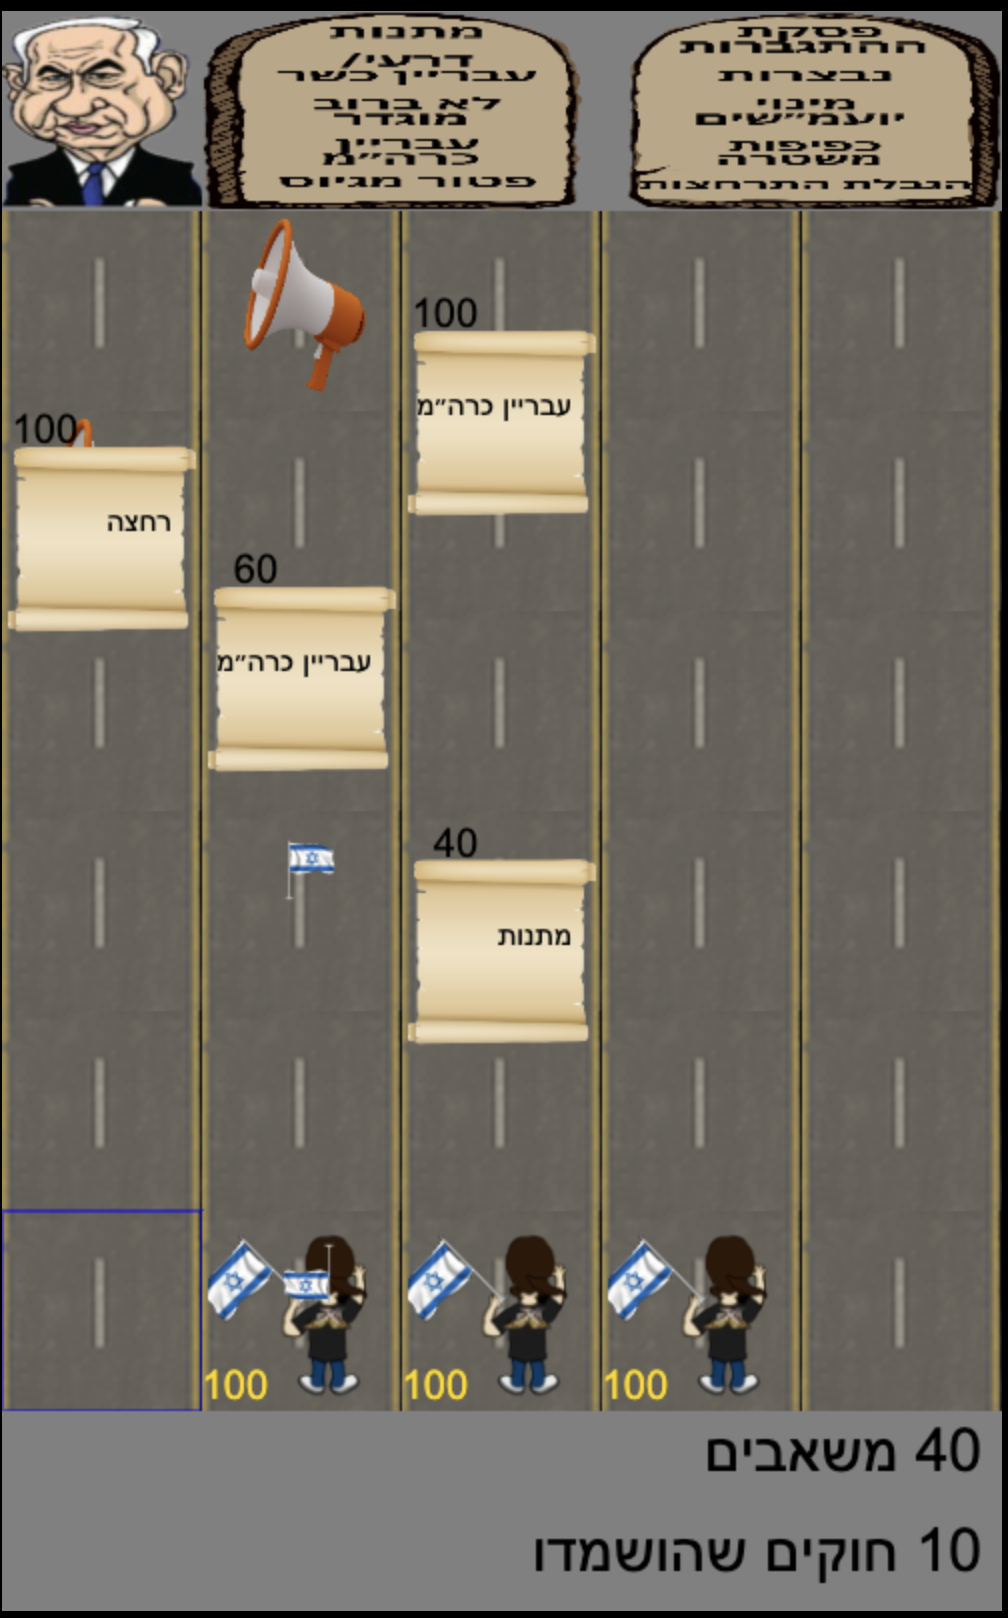 פסקת
ההתגברות
נבצרות
מינוי
יועמ״שים
כפיפות
משטרה
הגבלת התרחצות
מתנות
דרעי/
עבריין כשר
לא ברוב
מוגדר
עבריין
כרה״מ
פטור מגיוס
100
עבריין כרה״מ
100
רחצה
60
עבריין כרה״מ
40
מתנות
100
100
100
40 משאבים
10 חוקים שהושמדו